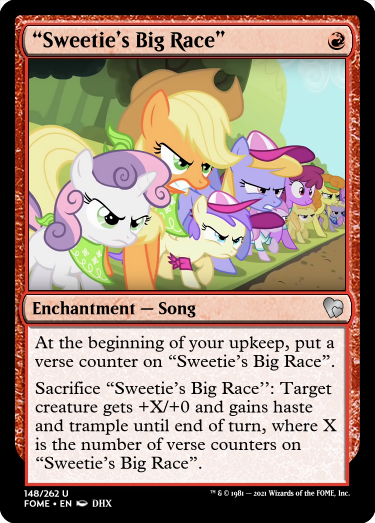 “Sweetie's Big Race”
Enchantment — Song
At the beginning of your upkeep, put a
verse counter on “Sweetie's Big Race”.
Sacrifice “Sweetie's Big Race”: Target
creature gets +X/+0 and gains haste
and trample until end of turn, where X
is the number of verse counters on
“Sweetie's Big Race”.
148/262 U
FOME • EN DHX
™ & © 1981 — 2021 Wizards of the FOME, Inc.